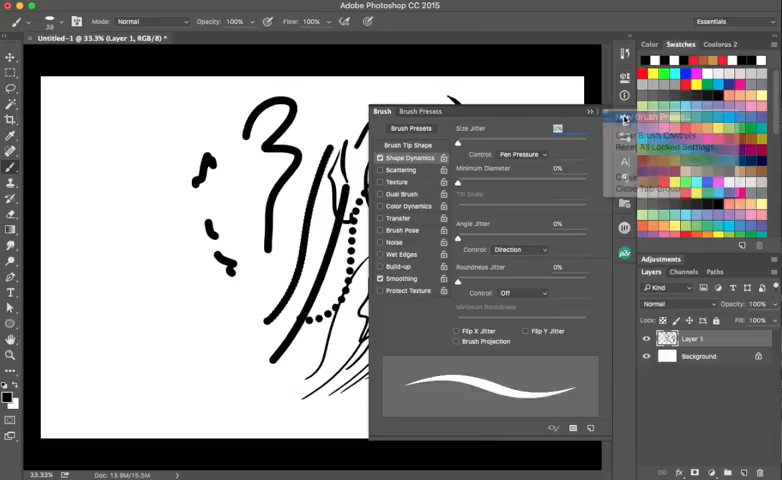 Adobe Photoshop CC 2015
38
Mode: Normal
Opacity: 100%
Flow: 100%
Essentials
Untitled-1 @ 33.3% (Layer 1, RGB/8) *
Color
Swatches
Coolorus 2
Brush
Brush Presets
Brush Presets
Brush Tip Shape
Shape Dynamics
Scattering
Texture
Dual Brush
Color Dynamics
Transfer
Brush Pose
Noise
Wet Edges
Build-up
Smoothing
Protect Texture
Size Jitter
0%
Control: Pen Pressure
Minimum Diameter
0%
Tilt Scale
Angle Jitter
0%
Control: Direction
Roundness Jitter
0%
Control: Off
Minimum Roundness
Flip X Jitter
Flip Y Jitter
Brush Projection
Brush Controls
Reset All Locked Settings
Close Tab Group
Adjustments
Layers
Channels
Paths
Kind
Normal
Opacity: 100%
Lock:
Fill: 100%
Layer 1
Background
33.33%
Doc: 13.9M/15.5M